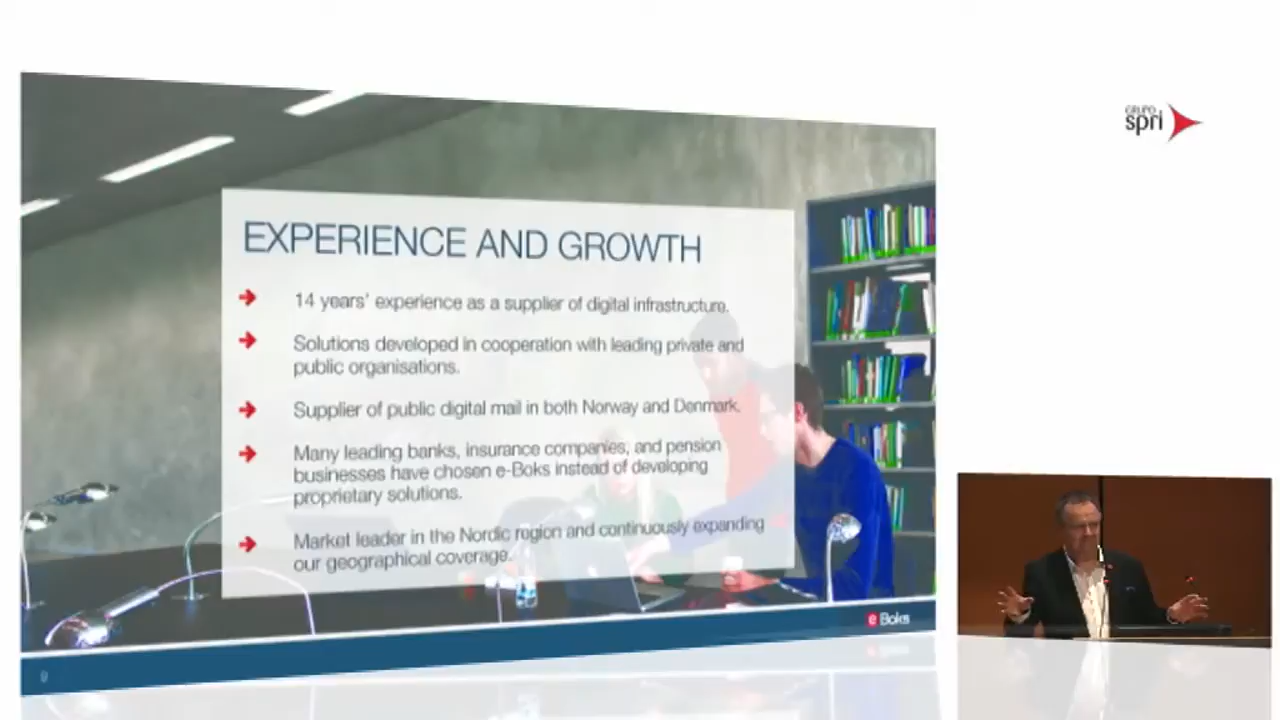 GRUPO
spri
EXPERIENCE AND GROWTH
14 years' experience as a supplier of digital infrastructure.
Solutions developed in cooperation with leading private and
public organisations.
Supplier of public digital mail in both Norway and Denmark.
Many leading banks, insurance companies, and pension
businesses have chosen e-Boks instead of developing
proprietary solutions.
Market leader in the Nordic region and continuously expanding
our geographical coverage.
e Boks
9